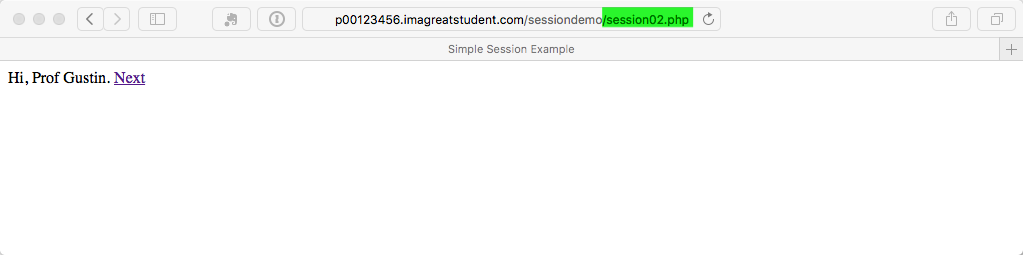 p00123456.imagreatstudent.com/sessiondemo/session02.php
Simple Session Example
Hi, Prof Gustin. Next